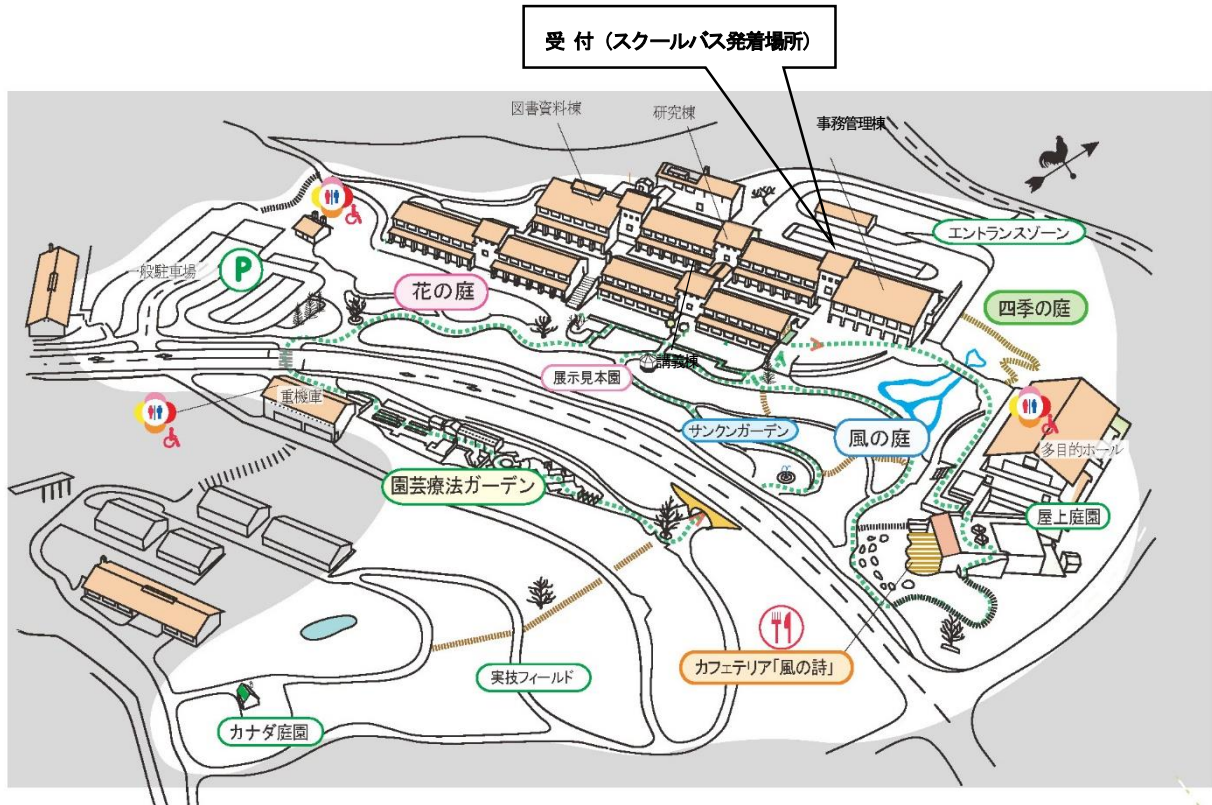 受 付（スクールバス発着場所）
図書資料棟
研究棟
事務管理棟
エントランスゾーン
一般駐車場
P
花の庭
四季の庭
講義棟
展示見本園
重機庫
サンクンガーデン
風の庭
多目的ホール
園芸療法ガーデン
屋上庭園
カフェテリア「風の詩」
実技フィールド
カナダ庭園